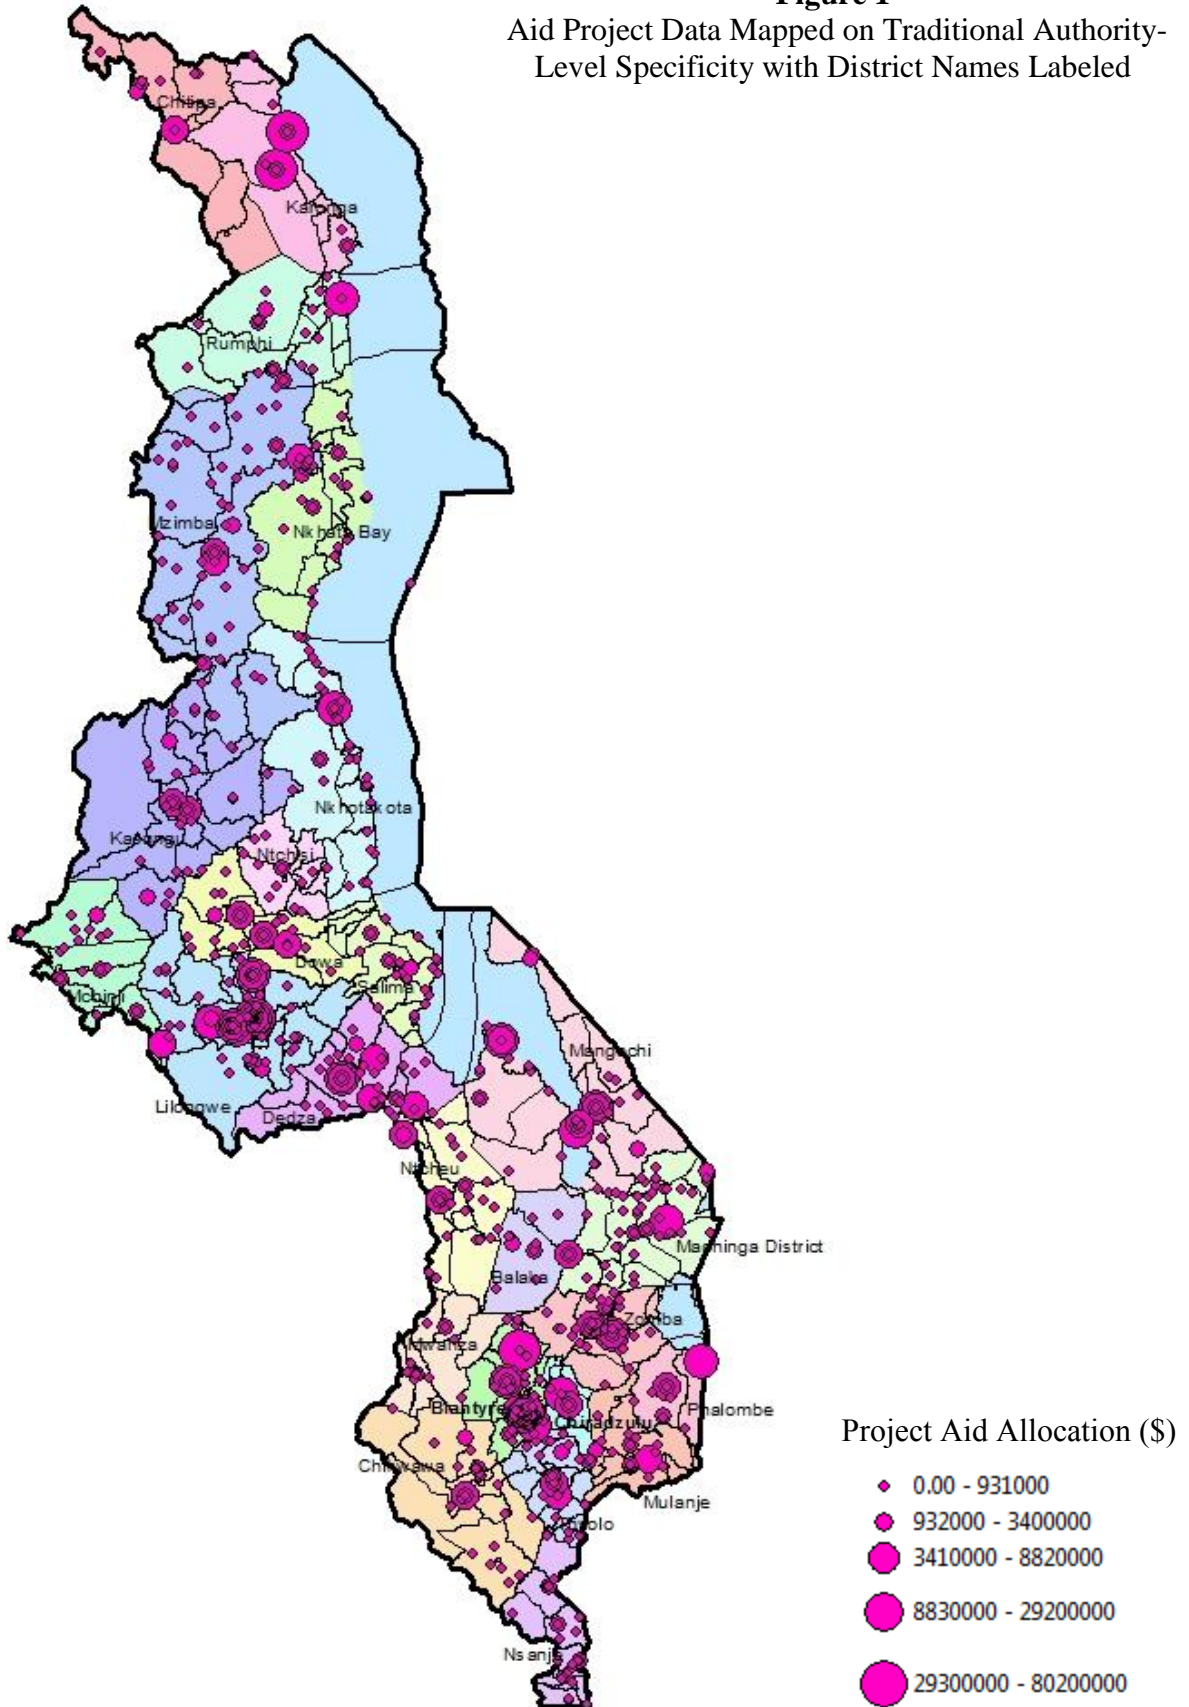 Figure 1
Aid Project Data Mapped on Traditional Authority-
Level Specificity with District Names Labeled
Chitipa
Karonga
Rumphi
Mzimba
Nkhata Bay
Nkhotakota
Kasungu
Ntchisi
Dowa
Mchinji
Salima
Mangochi
Lilongwe
Dedza
Ntcheu
Machinga District
Balaka
Zomba
Mwanza
Blantyre
Chiradzulu
Phalombe
Chikwawa
Mulanje
Thyolo
Nsanje
Project Aid Allocation ($)
0.00 - 931000
932000 - 3400000
3410000 - 8820000
8830000 - 29200000
29300000 - 80200000